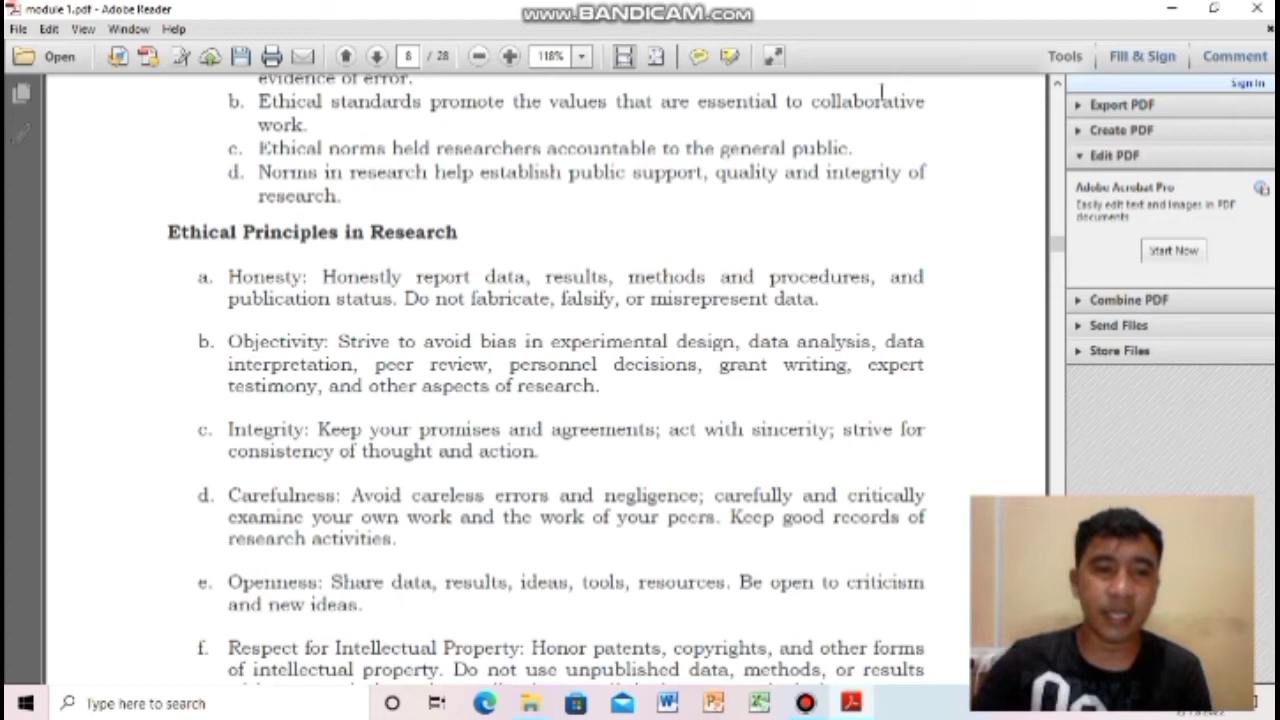 module 1.pdf - Adobe Reader
www.BANDICAM.com
File Edit View Window Help
Open 8 / 28 118% Tools Fill & Sign Comment
Sign In
Export PDF
Create PDF
Edit PDF
Adobe Acrobat Pro
Easily edit text and images in PDF
documents
Start Now
Combine PDF
Send Files
Store Files
evidence of error.
b. Ethical standards promote the values that are essential to collaborative
work.
c. Ethical norms held researchers accountable to the general public.
d. Norms in research help establish public support, quality and integrity of
research.
Ethical Principles in Research
a. Honesty: Honestly report data, results, methods and procedures, and
publication status. Do not fabricate, falsify, or misrepresent data.
b. Objectivity: Strive to avoid bias in experimental design, data analysis, data
interpretation, peer review, personnel decisions, grant writing, expert
testimony, and other aspects of research.
c. Integrity: Keep your promises and agreements; act with sincerity; strive for
consistency of thought and action.
d. Carefulness: Avoid careless errors and negligence; carefully and critically
examine your own work and the work of your peers. Keep good records of
research activities.
e. Openness: Share data, results, ideas, tools, resources. Be open to criticism
and new ideas.
f. Respect for Intellectual Property: Honor patents, copyrights, and other forms
of intellectual property. Do not use unpublished data, methods, or results
Type here to search